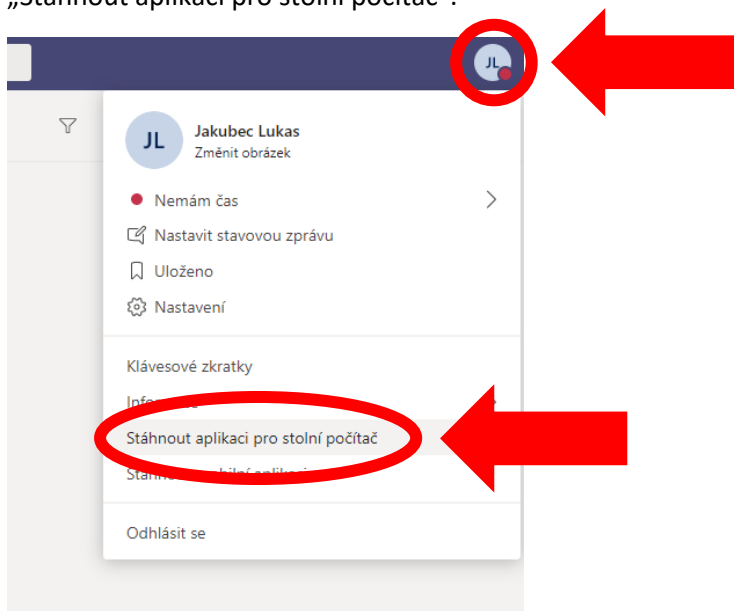 „Stáhnout aplikaci pro stolní počítač“.
JL
JL
Jakubec Lukas
Změnit obrázek
Nemám čas
Nastavit stavovou zprávu
Uloženo
Nastavení
Klávesové zkratky
Stáhnout aplikaci pro stolní počítač
Odhlásit se